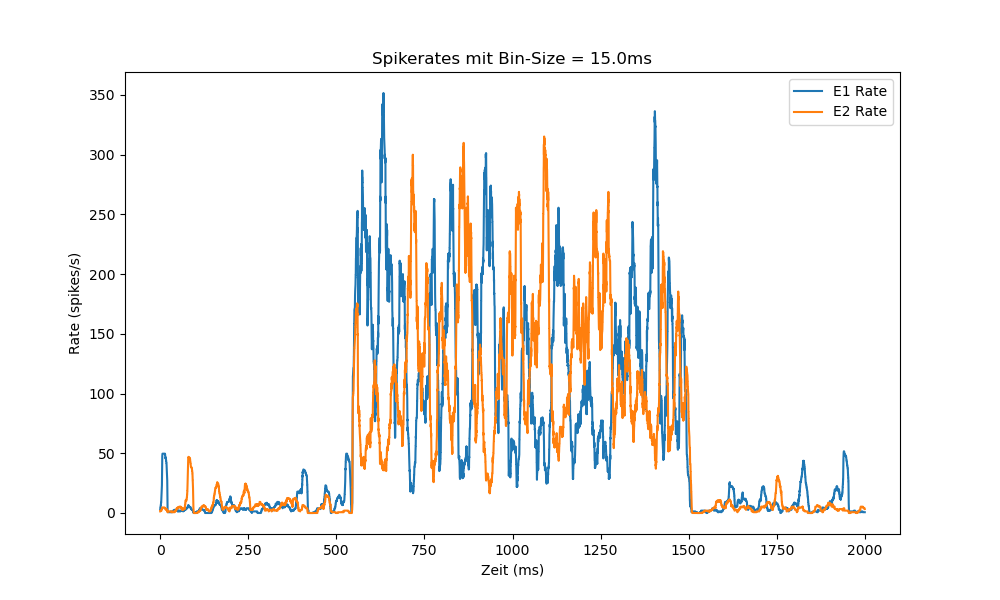 Spikerates mit Bin-Size = 15.0ms
E1 Rate
E2 Rate
350
300
250
200
150
100
50
0
Rate (spikes/s)
0 250 500 750 1000 1250 1500 1750 2000
Zeit (ms)